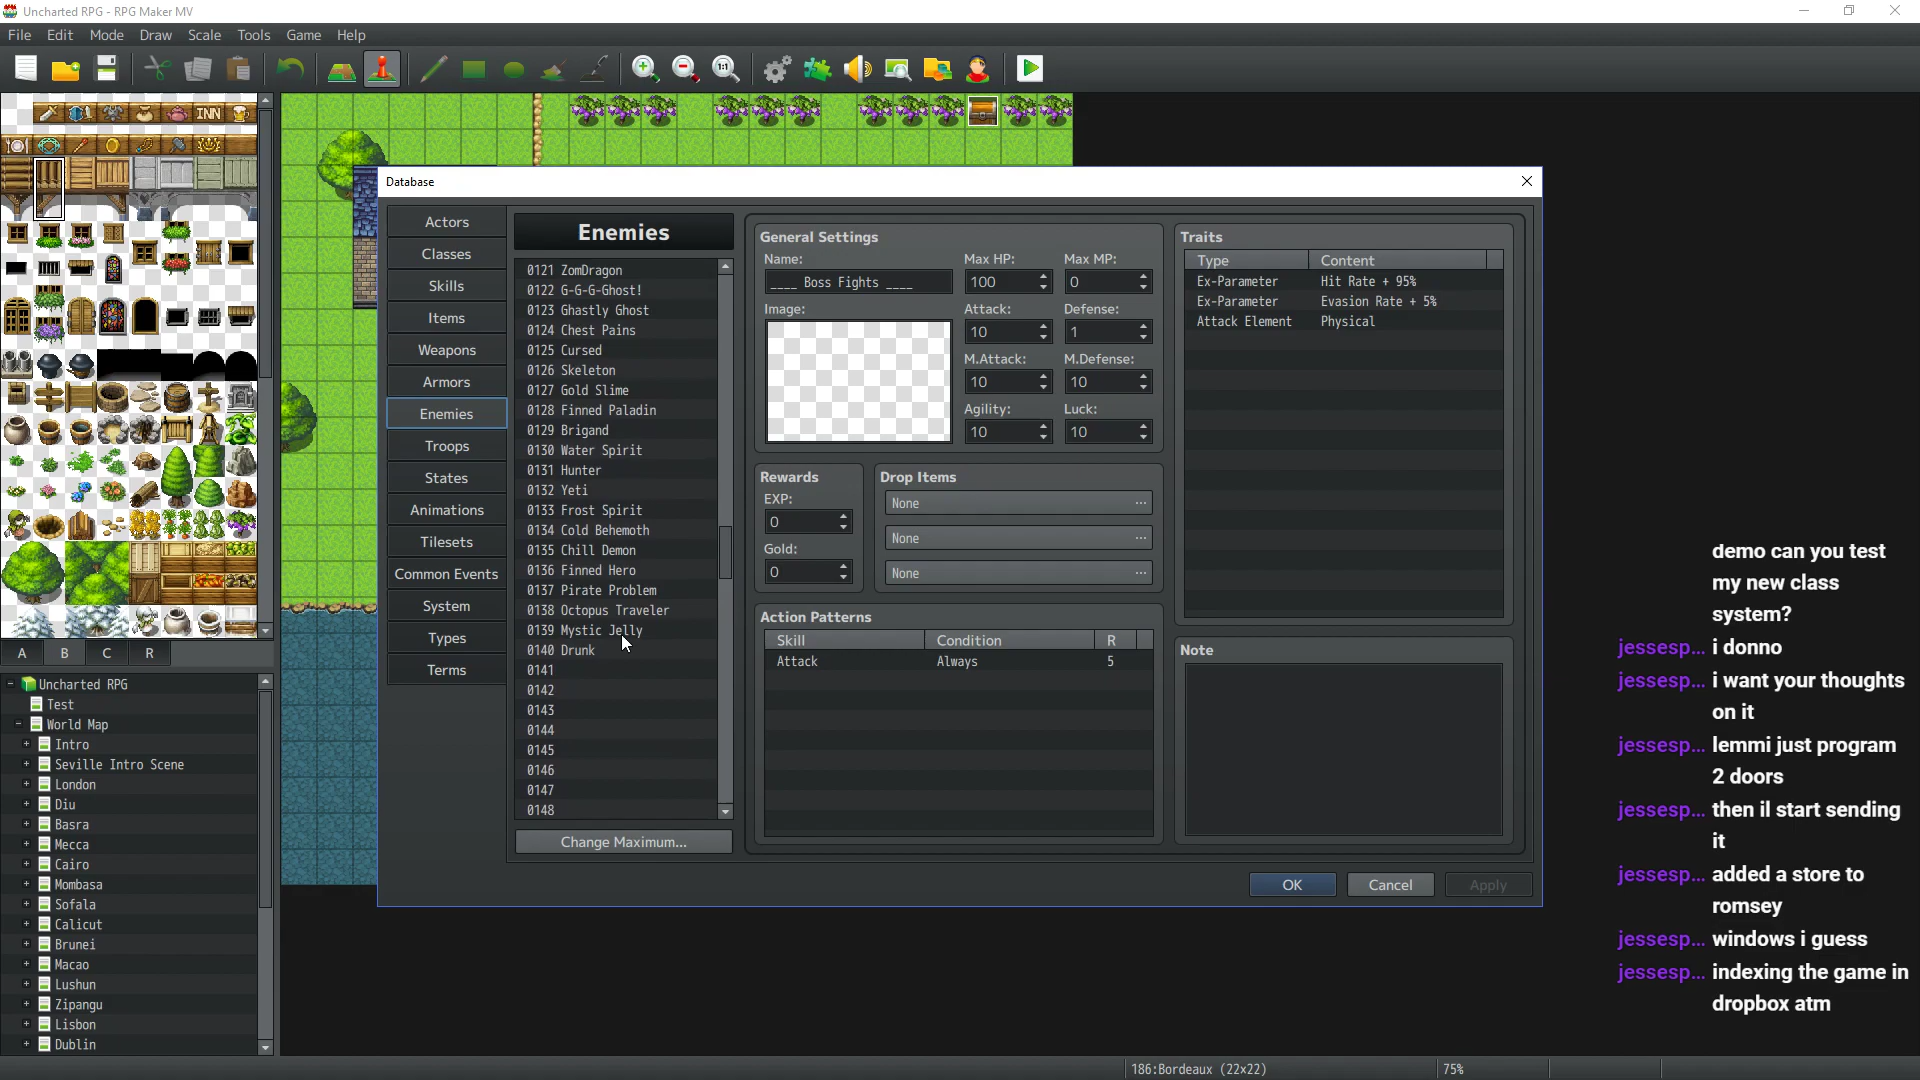 Uncharted RPG - RPG Maker MV
File Edit Mode Draw Scale Tools Game Help
1:1
INN
A B C R
Uncharted RPG
Test
World Map
Intro
Seville Intro Scene
London
Diu
Basra
Mecca
Cairo
Mombasa
Sofala
Calicut
Brunei
Macao
Lushun
Zipangu
Lisbon
Dublin
Database
Actors
Classes
Skills
Items
Weapons
Armors
Enemies
Troops
States
Animations
Tilesets
Common Events
System
Types
Terms
Enemies
0121 ZomDragon
0122 G-G-G-Ghost!
0123 Ghastly Ghost
0124 Chest Pains
0125 Cursed
0126 Skeleton
0127 Gold Slime
0128 Finned Paladin
0129 Brigand
0130 Water Spirit
0131 Hunter
0132 Yeti
0133 Frost Spirit
0134 Cold Behemoth
0135 Chill Demon
0136 Finned Hero
0137 Pirate Problem
0138 Octopus Traveler
0139 Mystic Jelly
0140 Drunk
0141
0142
0143
0144
0145
0146
0147
0148
Change Maximum...
General Settings
Name: Max HP: Max MP:
____ Boss Fights ____ 100 0
Image: Attack: Defense:
10 1
M.Attack: M.Defense:
10 10
Agility: Luck:
10 10
Rewards
EXP:
0
Gold:
0
Drop Items
None ...
None ...
None ...
Action Patterns
Skill Condition R
Attack Always 5
Traits
Type Content
Ex-Parameter Hit Rate + 95%
Ex-Parameter Evasion Rate + 5%
Attack Element Physical
Note
OK Cancel Apply
demo can you test
my new class
system?
jessesp... i donno
jessesp... i want your thoughts
on it
jessesp... lemmi just program
2 doors
jessesp... then il start sending
it
jessesp... added a store to
romsey
jessesp... windows i guess
jessesp... indexing the game in
dropbox atm
186:Bordeaux (22x22) 75%